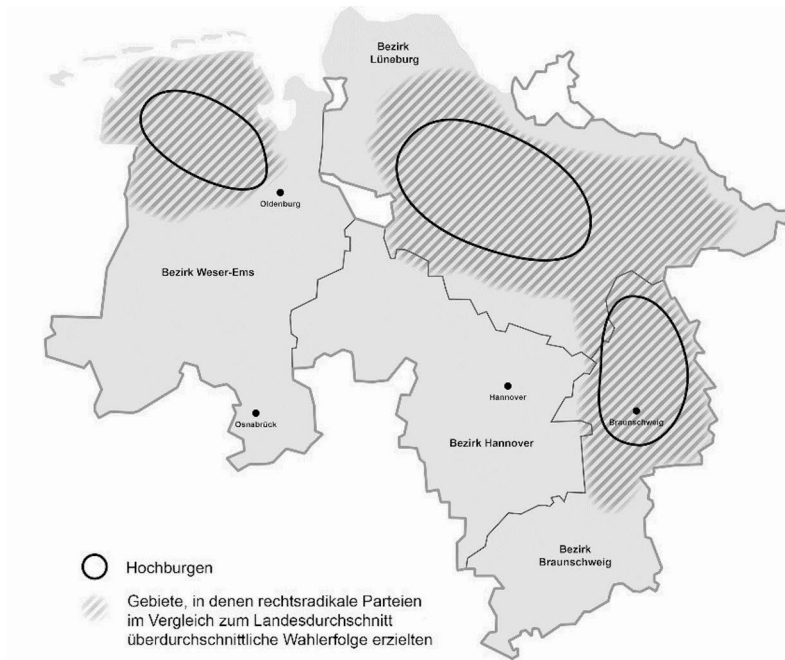 Bezirk
Lüneburg
Oldenburg
Bezirk Weser-Ems
Hannover
Osnabrück
Braunschweig
Bezirk Hannover
Bezirk
Braunschweig
Hochburgen
Gebiete, in denen rechtsradikale Parteien
im Vergleich zum Landesdurchschnitt
überdurchschnittliche Wahlerfolge erzielten